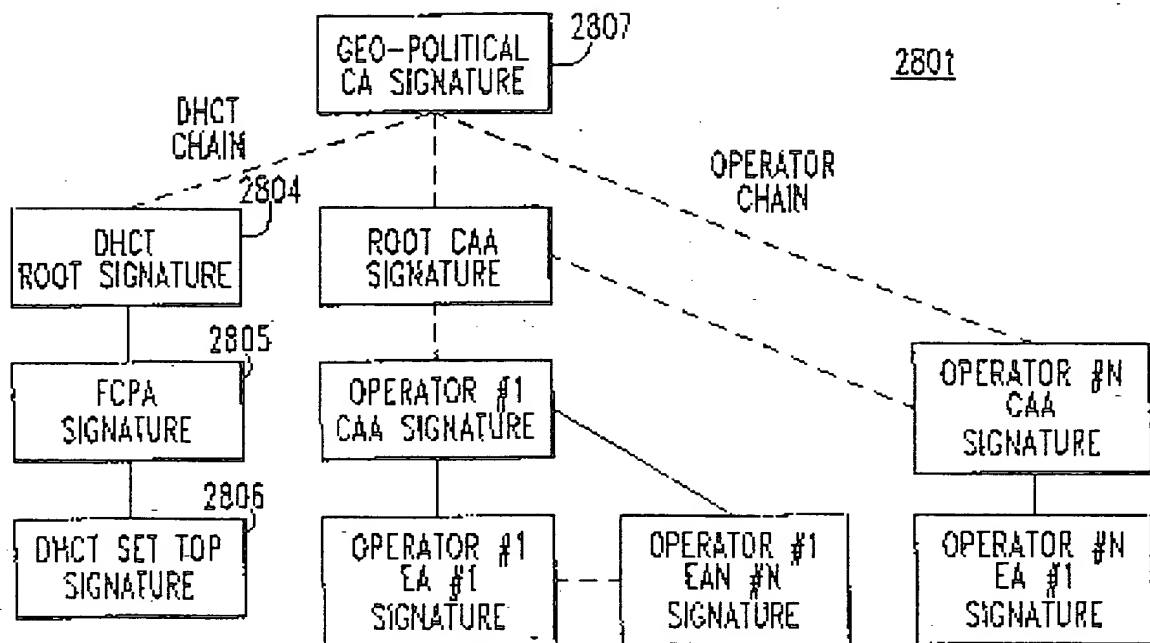 2807
GEO-POLITICAL
CA SIGNATURE
2801
DHCT
CHAIN
OPERATOR
CHAIN
2804
DHCT
ROOT SIGNATURE
ROOT CAA
SIGNATURE
2805
FCPA
SIGNATURE
OPERATOR #1
CAA SIGNATURE
OPERATOR #N
CAA
SIGNATURE
2806
DHCT SET TOP
SIGNATURE
OPERATOR #1
EA #1
SIGNATURE
OPERATOR #1
EAN #N
SIGNATURE
OPERATOR #N
EA #1
SIGNATURE